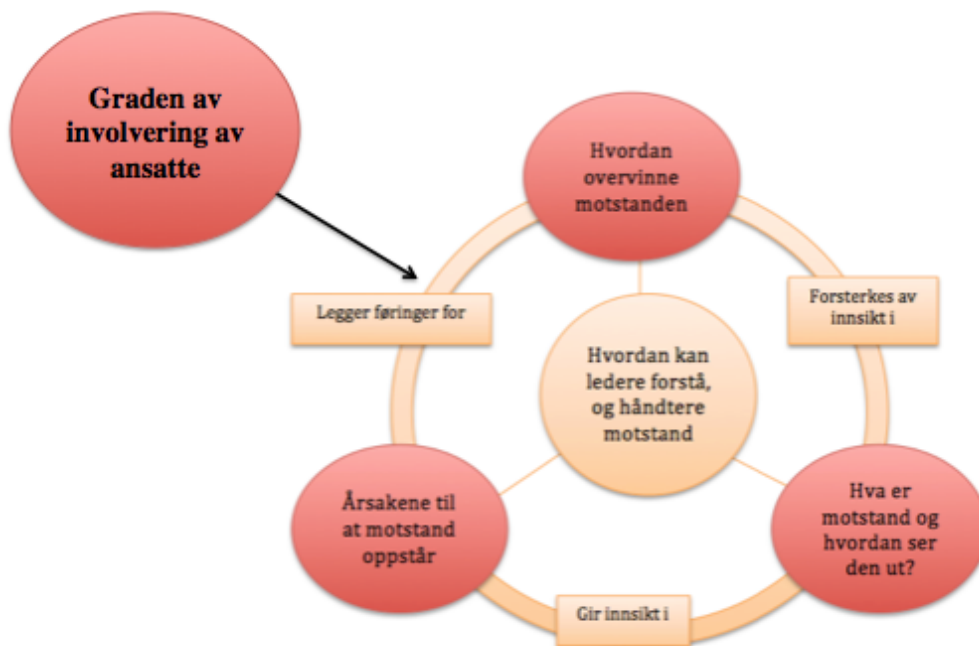 Graden av
involvering av
ansatte
Hvordan
overvinne
motstanden
Legger føringer for
Forsterkes av
innsikt i
Hvordan kan
ledere forstå,
og håndtere
motstand
Årsakene til
at motstand
oppstår
Hva er
motstand og
hvordan ser
den ut?
Gir innsikt i